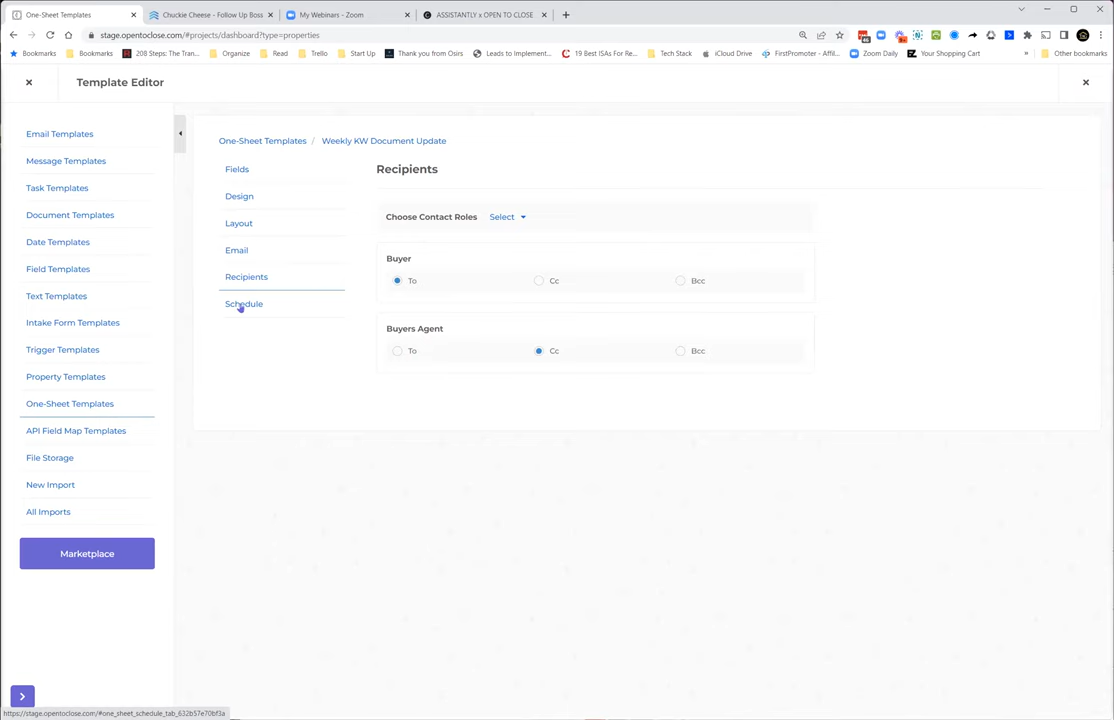 One-Sheet Templates
Chuckie Cheese - Follow Up Boss
My Webinars - Zoom
ASSISTANTLY x OPEN TO CLOSE
stage.opentoclose.com/#projects/dashboard?type=properties
Bookmarks Bookmarks 208 Steps: The Tran... Organize Read Trello Start Up Thank you from Osirs Leads to Implement... 19 Best ISAs For Re... Tech Stack iCloud Drive FirstPromoter - Affil... Zoom Daily Your Shopping Cart » Other bookmarks
Template Editor
Email Templates
Message Templates
Task Templates
Document Templates
Date Templates
Field Templates
Text Templates
Intake Form Templates
Trigger Templates
Property Templates
One-Sheet Templates
API Field Map Templates
File Storage
New Import
All Imports
Marketplace
One-Sheet Templates / Weekly KW Document Update
Fields
Design
Layout
Email
Recipients
Schedule
Recipients
Choose Contact Roles Select
Buyer
To Cc Bcc
Buyers Agent
To Cc Bcc
https://stage.opentoclose.com/#one_sheet_schedule_tab_632b57e70bf3a